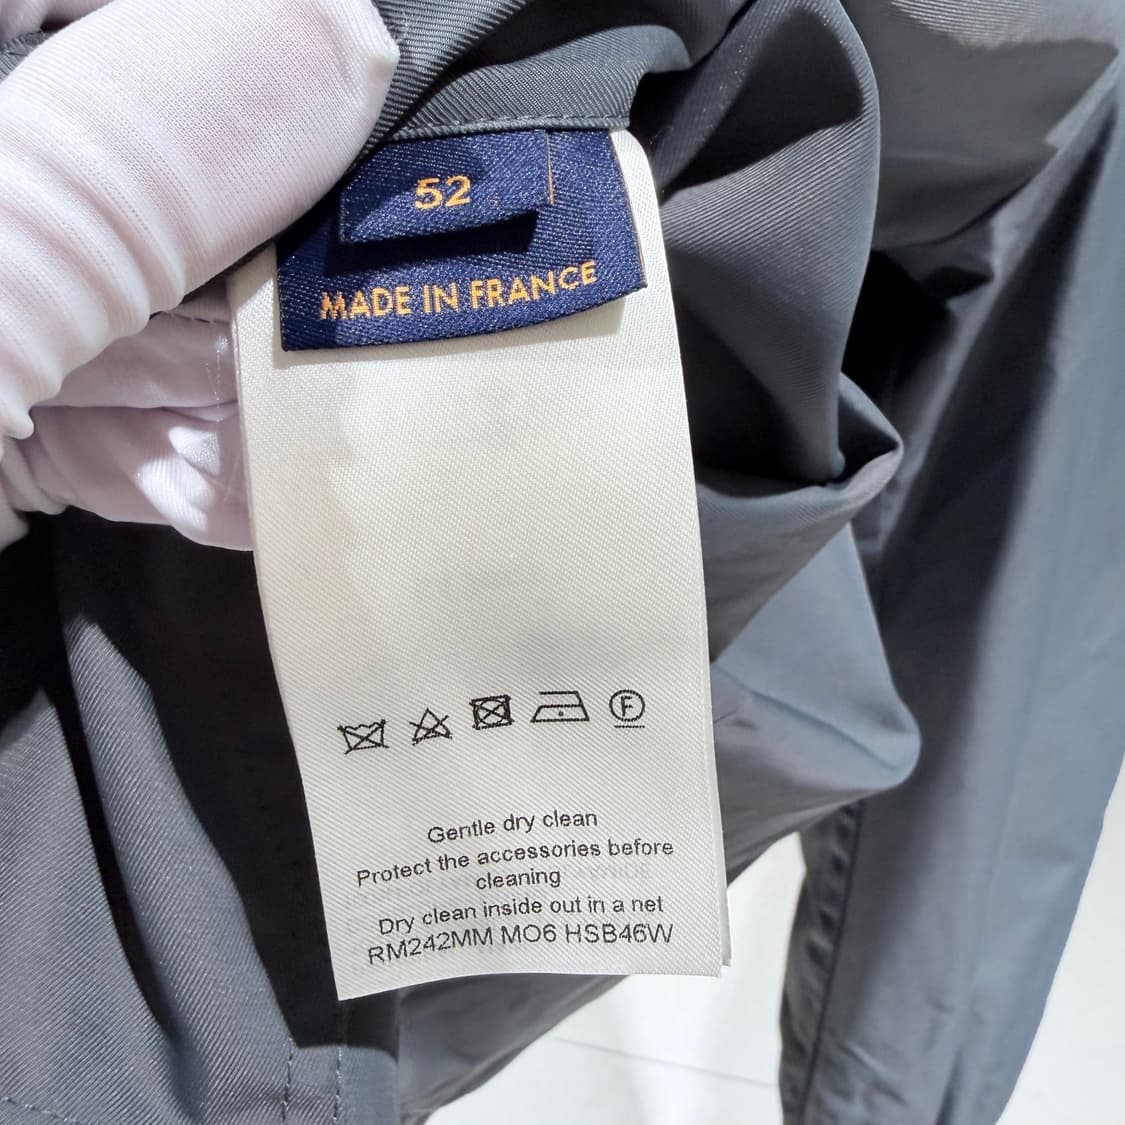 52
MADE IN FRANCE
F
Gentle dry clean
Protect the accessories before
cleaning
Dry clean inside out in a net
RM242MM MO6 HSB46W